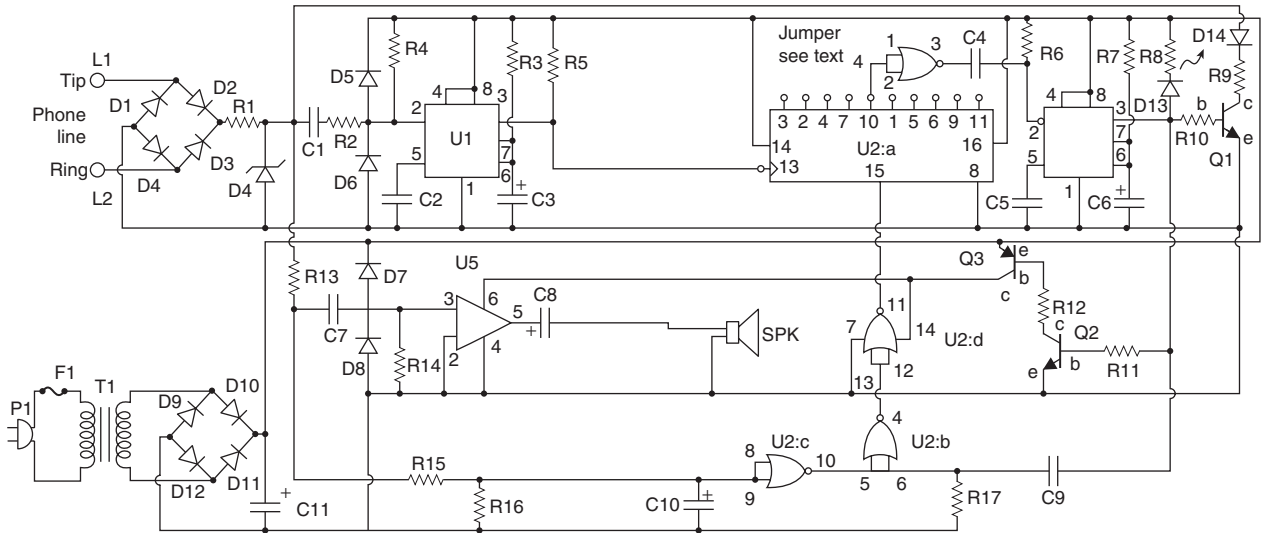 L1
Tip
Phone line
Ring
L2
D1
D2
D3
D4
R1
D4
C1
R2
D5
D6
R4
2
4
8
3
U1
7
5
6
1
C2
R3
C3
+
R5
Jumper see text
1
2
3
4
C4
3
2
4
7
10
1
5
6
9
11
14
U2:a
16
13
15
8
R6
R7
R8
D14
R9
D13
4
8
2
3
7
5
6
1
C5
C6
+
R10
b
c
e
Q1
R13
C7
D7
D8
R14
U5
3
6
5
2
4
C8
+
SPK
Q3
e
b
c
R12
c
Q2
e
b
R11
11
7
14
U2:d
13
12
4
U2:b
5
6
P1
F1
T1
D9
D10
D12
D11
+
C11
R15
R16
C10
+
8
9
U2:c
10
R17
C9